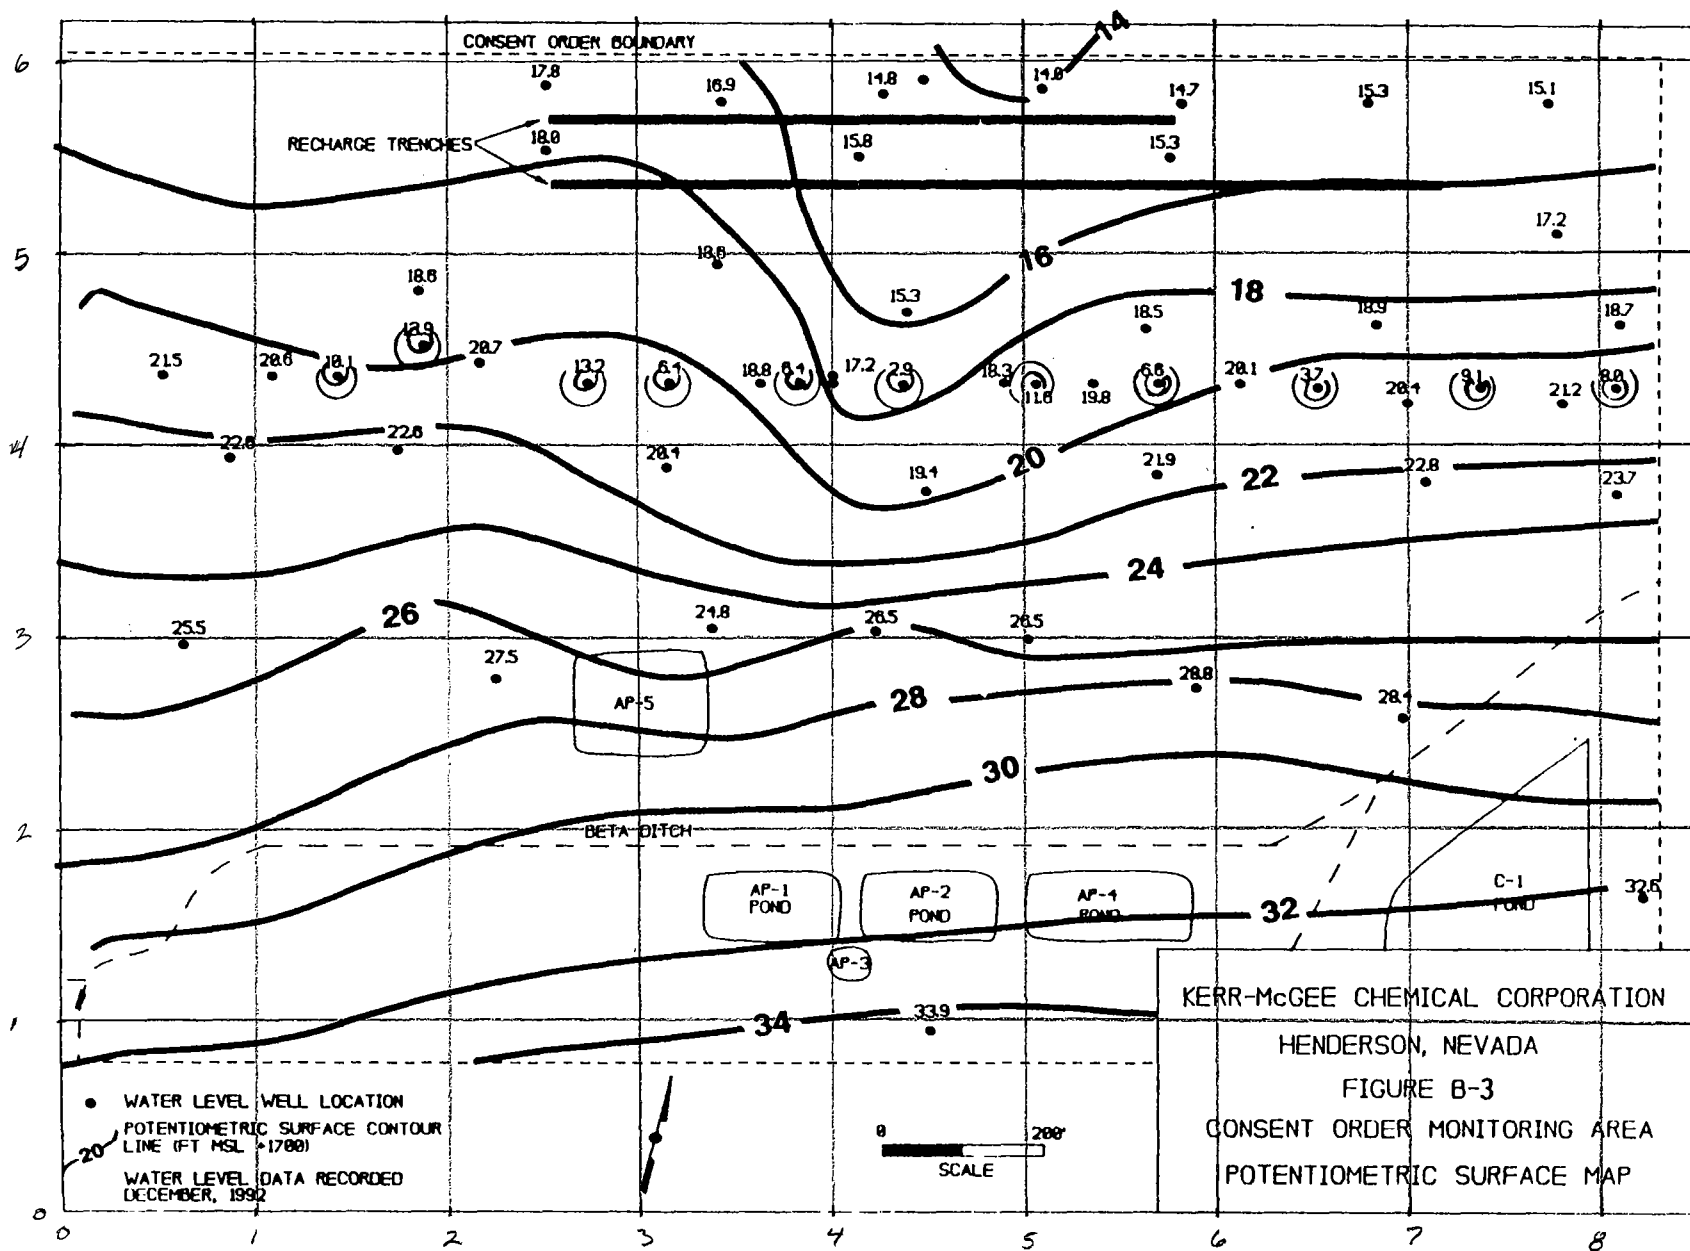 14
6
CONSENT ORDER BOUNDARY
17.8
16.9
14.8
14.0
14.7
15.3
15.1
RECHARGE TRENCHES
18.0
15.8
15.3
17.2
5
18.6
16
18.6
15.3
18
18.5
18.9
18.7
13.9
21.5
20.6
10.1
20.7
13.2
6.4
18.8
6.4
17.2
2.9
18.3
11.6
19.8
6.6
20.1
3.7
20.4
9.1
21.2
8.0
4
22.6
20.4
19.4
20
21.9
22
22.8
23.7
24
26
25.5
24.8
26.5
26.5
3
27.5
AP-5
28
28.8
28.4
30
2
BETA DITCH
AP-1
POND
AP-2
POND
AP-4
POND
C-1
POND
32
32.6
AP-3
1
34
33.9
KERR-McGEE CHEMICAL CORPORATION
HENDERSON, NEVADA
FIGURE B-3
CONSENT ORDER MONITORING AREA
POTENTIOMETRIC SURFACE MAP
WATER LEVEL WELL LOCATION
20
POTENTIOMETRIC SURFACE CONTOUR
LINE (FT MSL +1700)
WATER LEVEL DATA RECORDED
DECEMBER, 1992
0 200'
SCALE
0
0 1 2 3 4 5 6 7 8